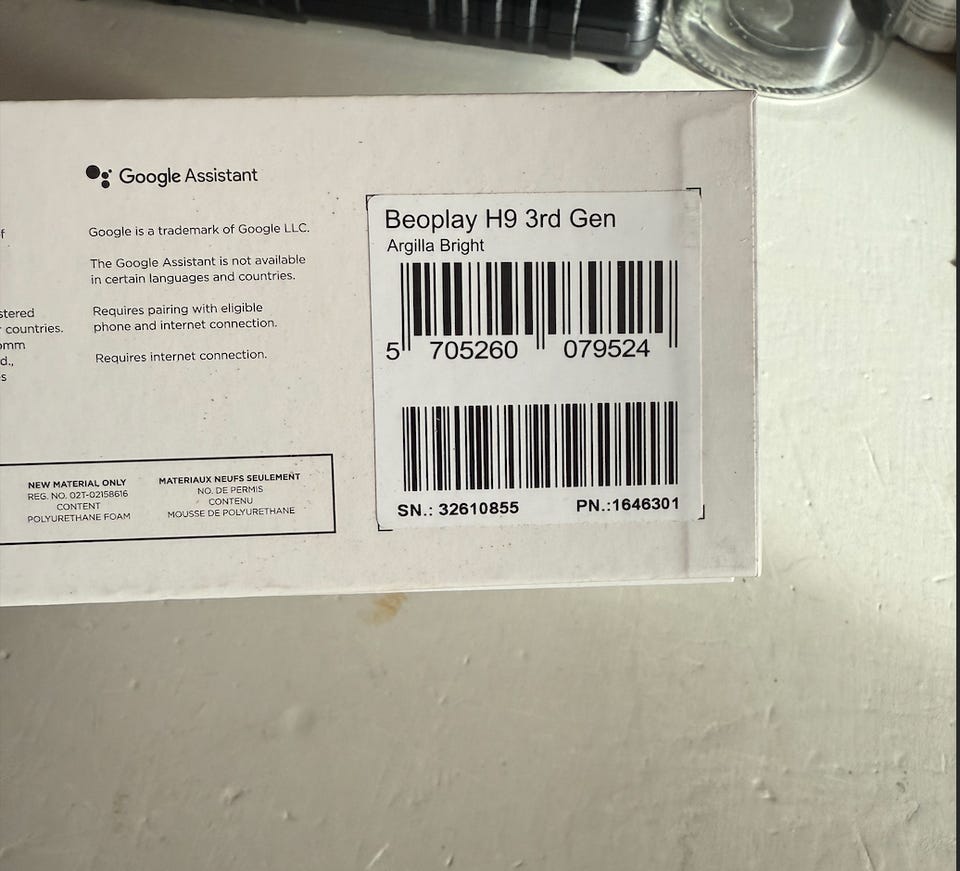 Google Assistant
Google is a trademark of Google LLC.
The Google Assistant is not available
in certain languages and countries.
Requires pairing with eligible
phone and internet connection.
Requires internet connection.
f
stered
countries.
omm
d.,
s
NEW MATERIAL ONLY
REG. NO. 02T-02158616
CONTENT
POLYURETHANE FOAM
MATERIAUX NEUFS SEULEMENT
NO. DE PERMIS
CONTENU
MOUSSE DE POLYURETHANE
Beoplay H9 3rd Gen
Argilla Bright
5 705260 079524
SN.: 32610855 PN.:1646301